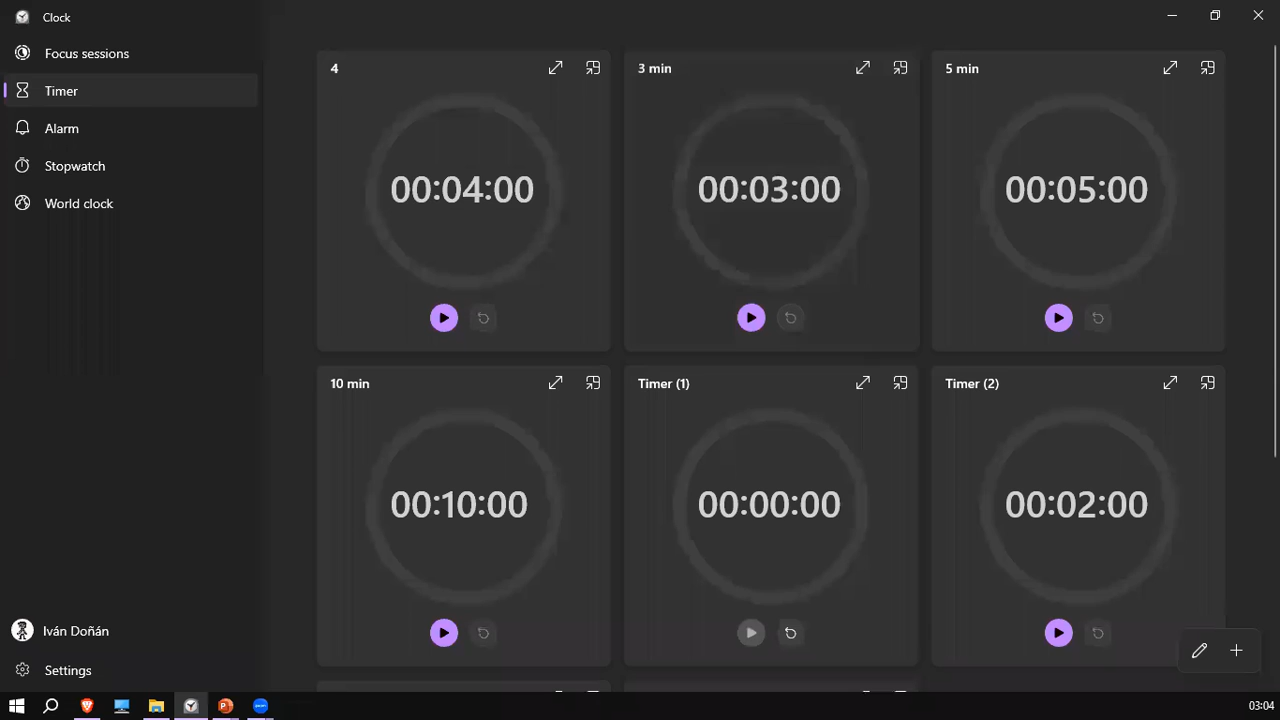 Clock
Focus sessions
Timer
Alarm
Stopwatch
World clock
4
00:04:00
3 min
00:03:00
5 min
00:05:00
10 min
00:10:00
Timer (1)
00:00:00
Timer (2)
00:02:00
Iván Doñán
Settings
03:04